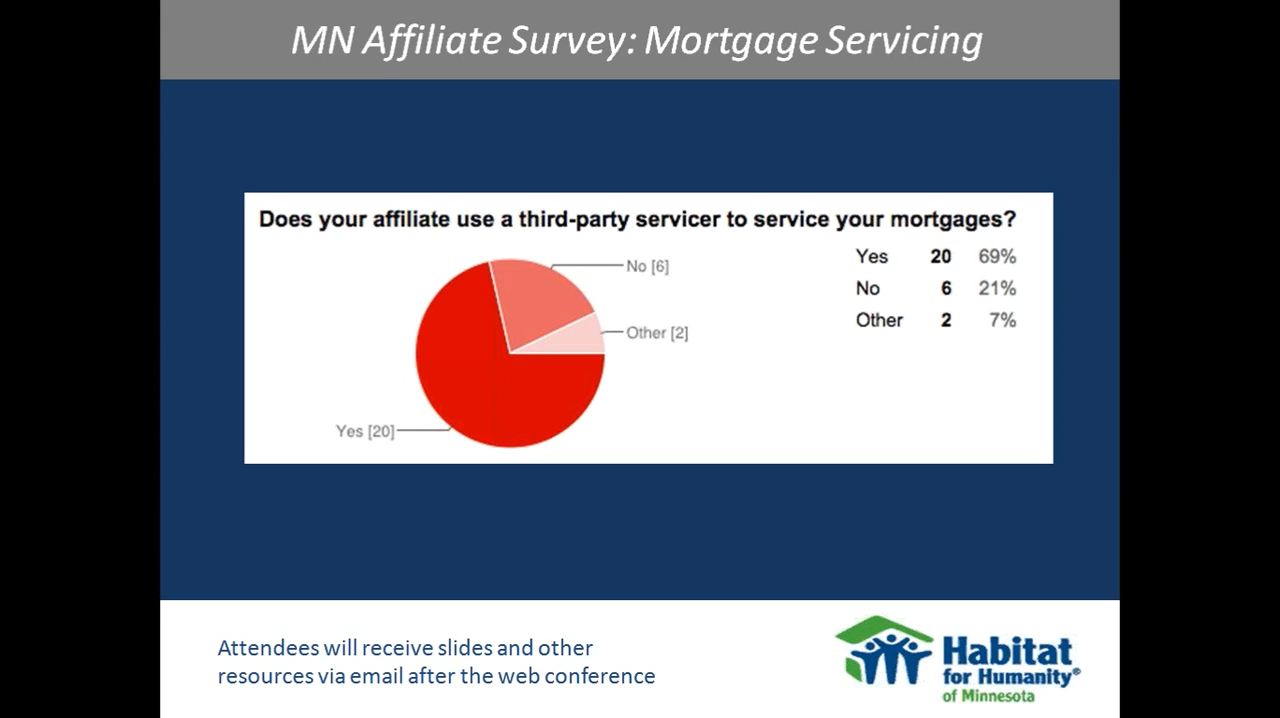 MN Affiliate Survey: Mortgage Servicing
Does your affiliate use a third-party servicer to service your mortgages?
Yes 20 69%
No 6 21%
Other 2 7%
No [6]
Other [2]
Yes [20]
Attendees will receive slides and other
resources via email after the web conference
Habitat
for Humanity®
of Minnesota